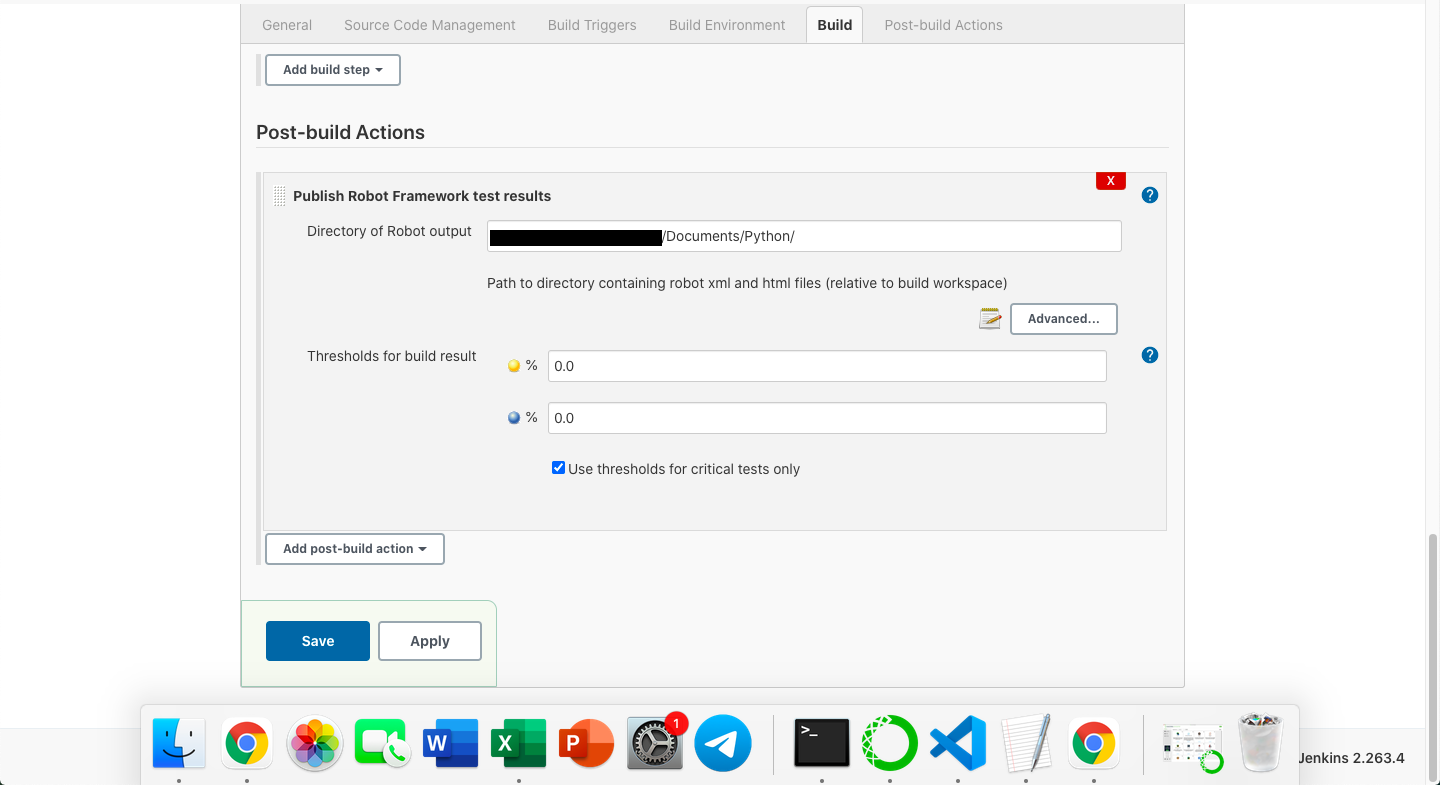 General Source Code Management Build Triggers Build Environment Build Post-build Actions
Add build step
Post-build Actions
X
Publish Robot Framework test results ?
Directory of Robot output /Documents/Python/
Path to directory containing robot xml and html files (relative to build workspace)
Advanced...
Thresholds for build result ?
% 0.0
% 0.0
Use thresholds for critical tests only
Add post-build action
Save Apply
1
W X P >_
Jenkins 2.263.4